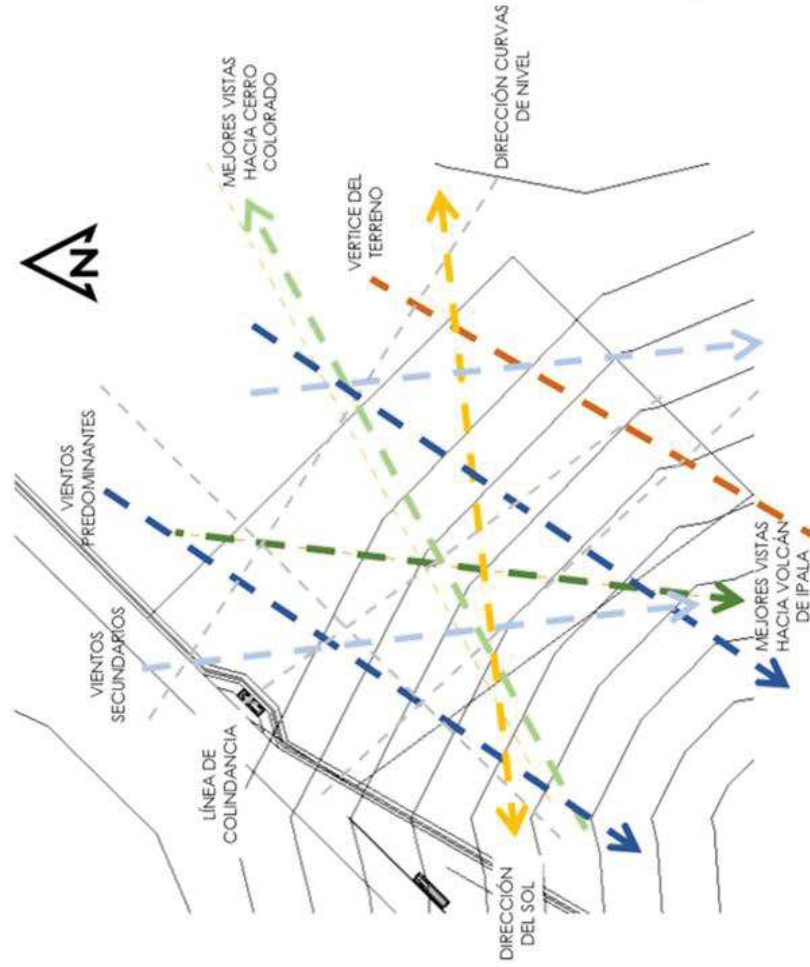 N
MEJORES VISTAS
HACIA CERRO
COLORADO
DIRECCIÓN CURVAS
DE NIVEL
VERTICE DEL
TERRENO
VIENTOS
PREDOMINANTES
VIENTOS
SECUNDARIOS
LÍNEA DE
COLINDANCIA
DIRECCIÓN
DEL SOL
MEJORES VISTAS
HACIA VOLCÁN
DE IPALA